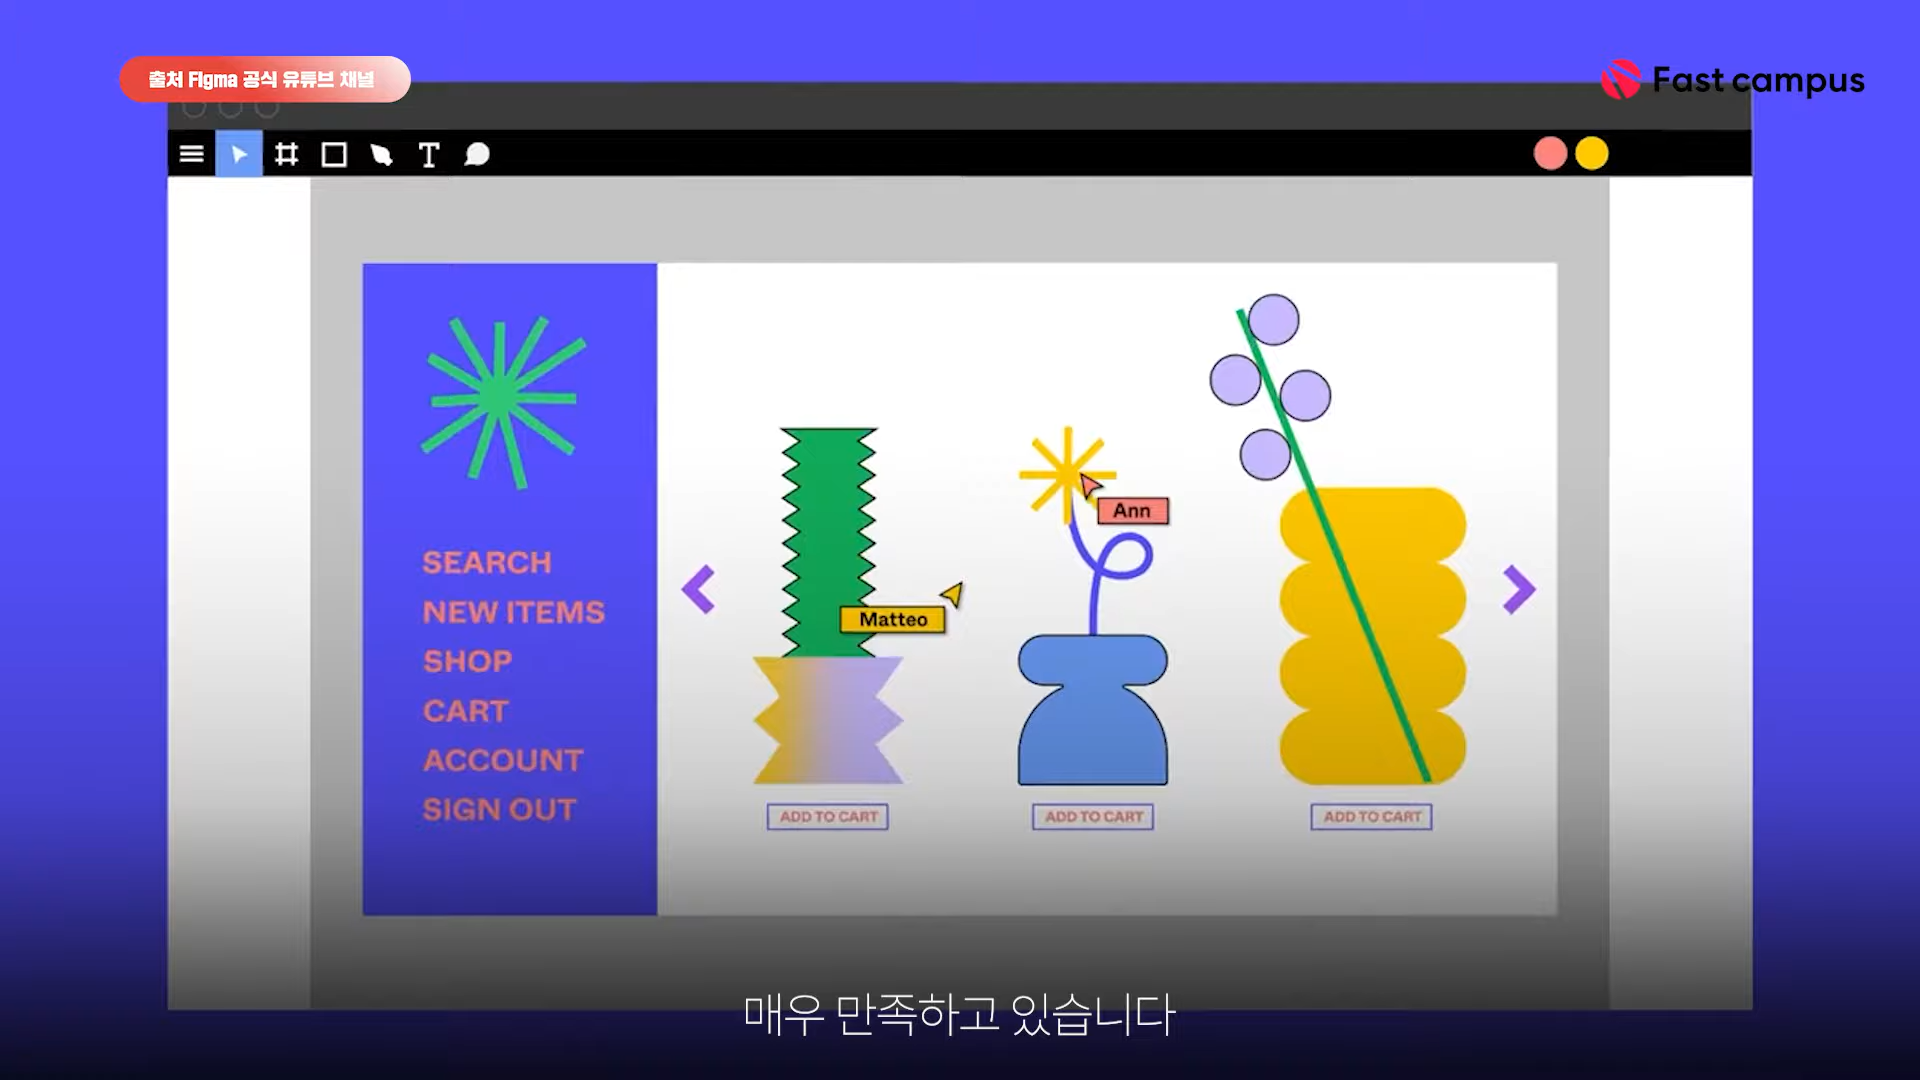 출처 Figma 공식 유튜브 채널
Fast campus
T
Ann
Matteo
SEARCH
NEW ITEMS
SHOP
CART
ACCOUNT
SIGN OUT
ADD TO CART
ADD TO CART
ADD TO CART
매우 만족하고 있습니다